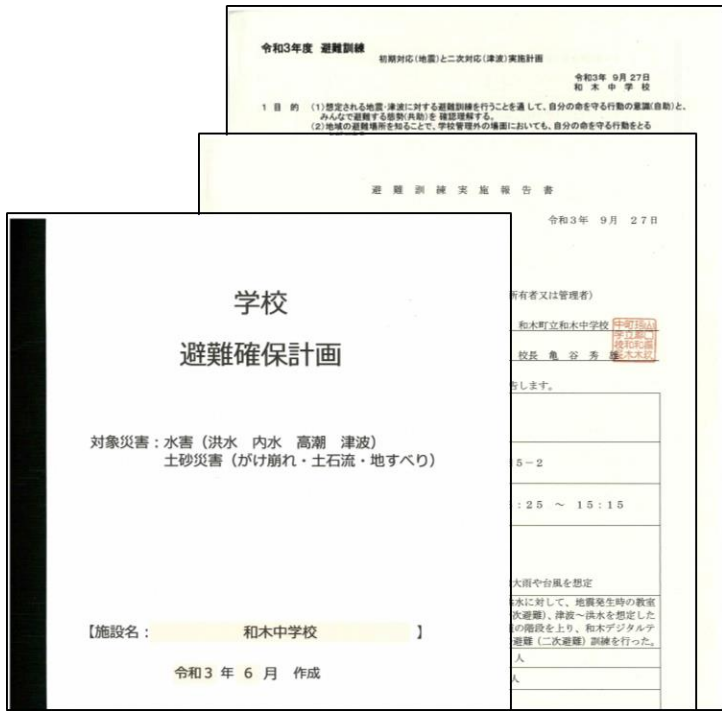 令和3年度 避難訓練
初期対応(地震)と二次対応(津波)実施計画
令和3年 9月 27日
和 木 中 学 校
1 目 的 (1)想定される地震・津波に対する避難訓練を行うことを通して、自分の命を守る行動の意識(自助)と、
みんなで避難する態勢(共助)を 確認理解する。
(2)地域の避難場所を知ることで、学校管理外の場面においても、自分の命を守る行動をとる
避 難 訓 練 実 施 報 告 書
令和3年 9月 27日
所有者又は管理者)
和木町立和木中学校
校長 亀 谷 秀 雄
告します。
5-2
:25 ~ 15:15
大雨や台風を想定
洪水に対して、地震発生時の教室
次避難)、津波～洪水を想定した
の階段を上り、和木デジタルテ
避難(二次避難)訓練を行った。
人
人
学校
避難確保計画
対象災害:水害(洪水 内水 高潮 津波)
土砂災害(がけ崩れ・土石流・地すべり)
【施設名: 和木中学校 】
令和3 年 6 月 作成